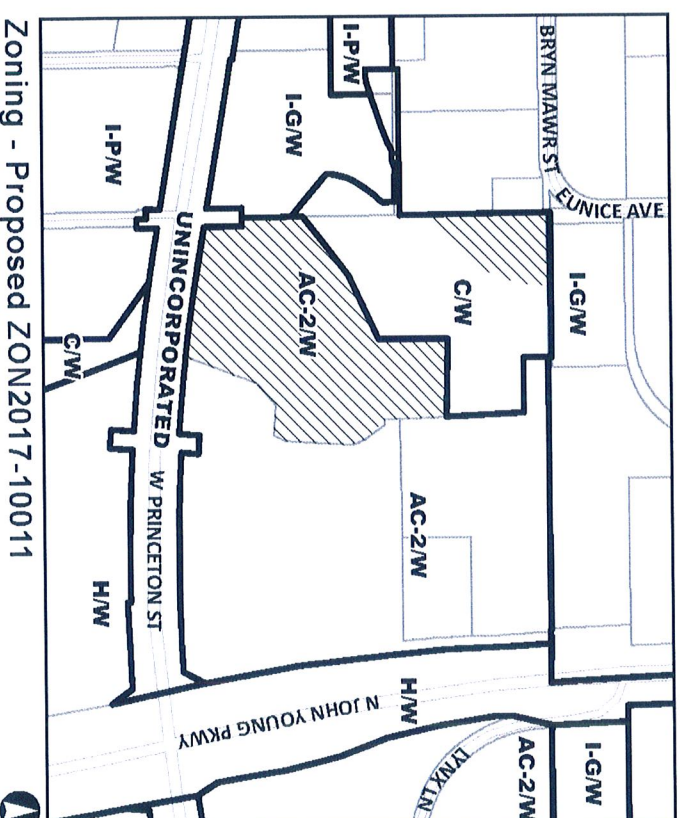 BRYN MAWR ST
EUNICE AVE
I-P/W
I-G/W
I-G/W
C/W
I-P/W
UNINCORPORATED
AC-2/W
C/W
W PRINCETON ST
AC-2/W
H/W
H/W
N JOHN YOUNG PKWY
LYNX LN
AC-2/W
I-G/W
Zoning - Proposed ZON2017-10011